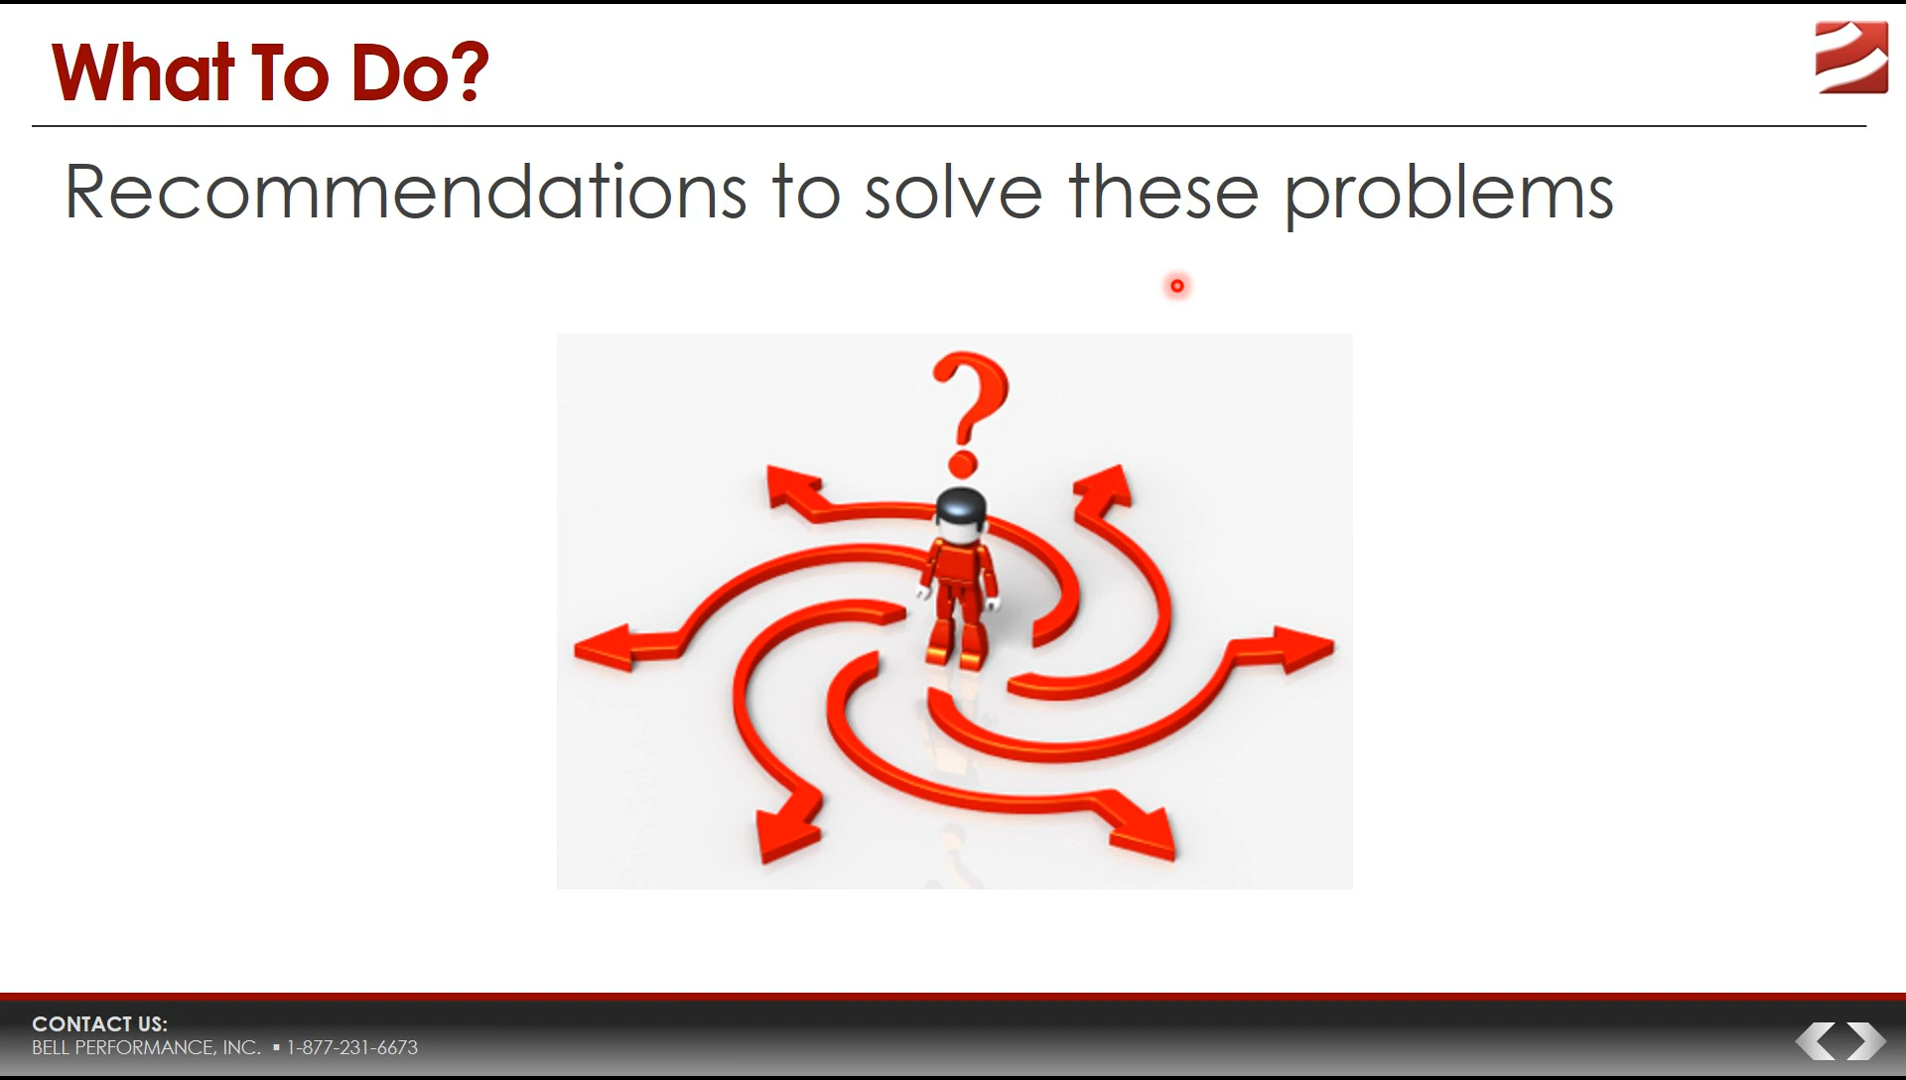 What To Do?
Recommendations to solve these problems
?
CONTACT US:
BELL PERFORMANCE, INC. ▪ 1-877-231-6673